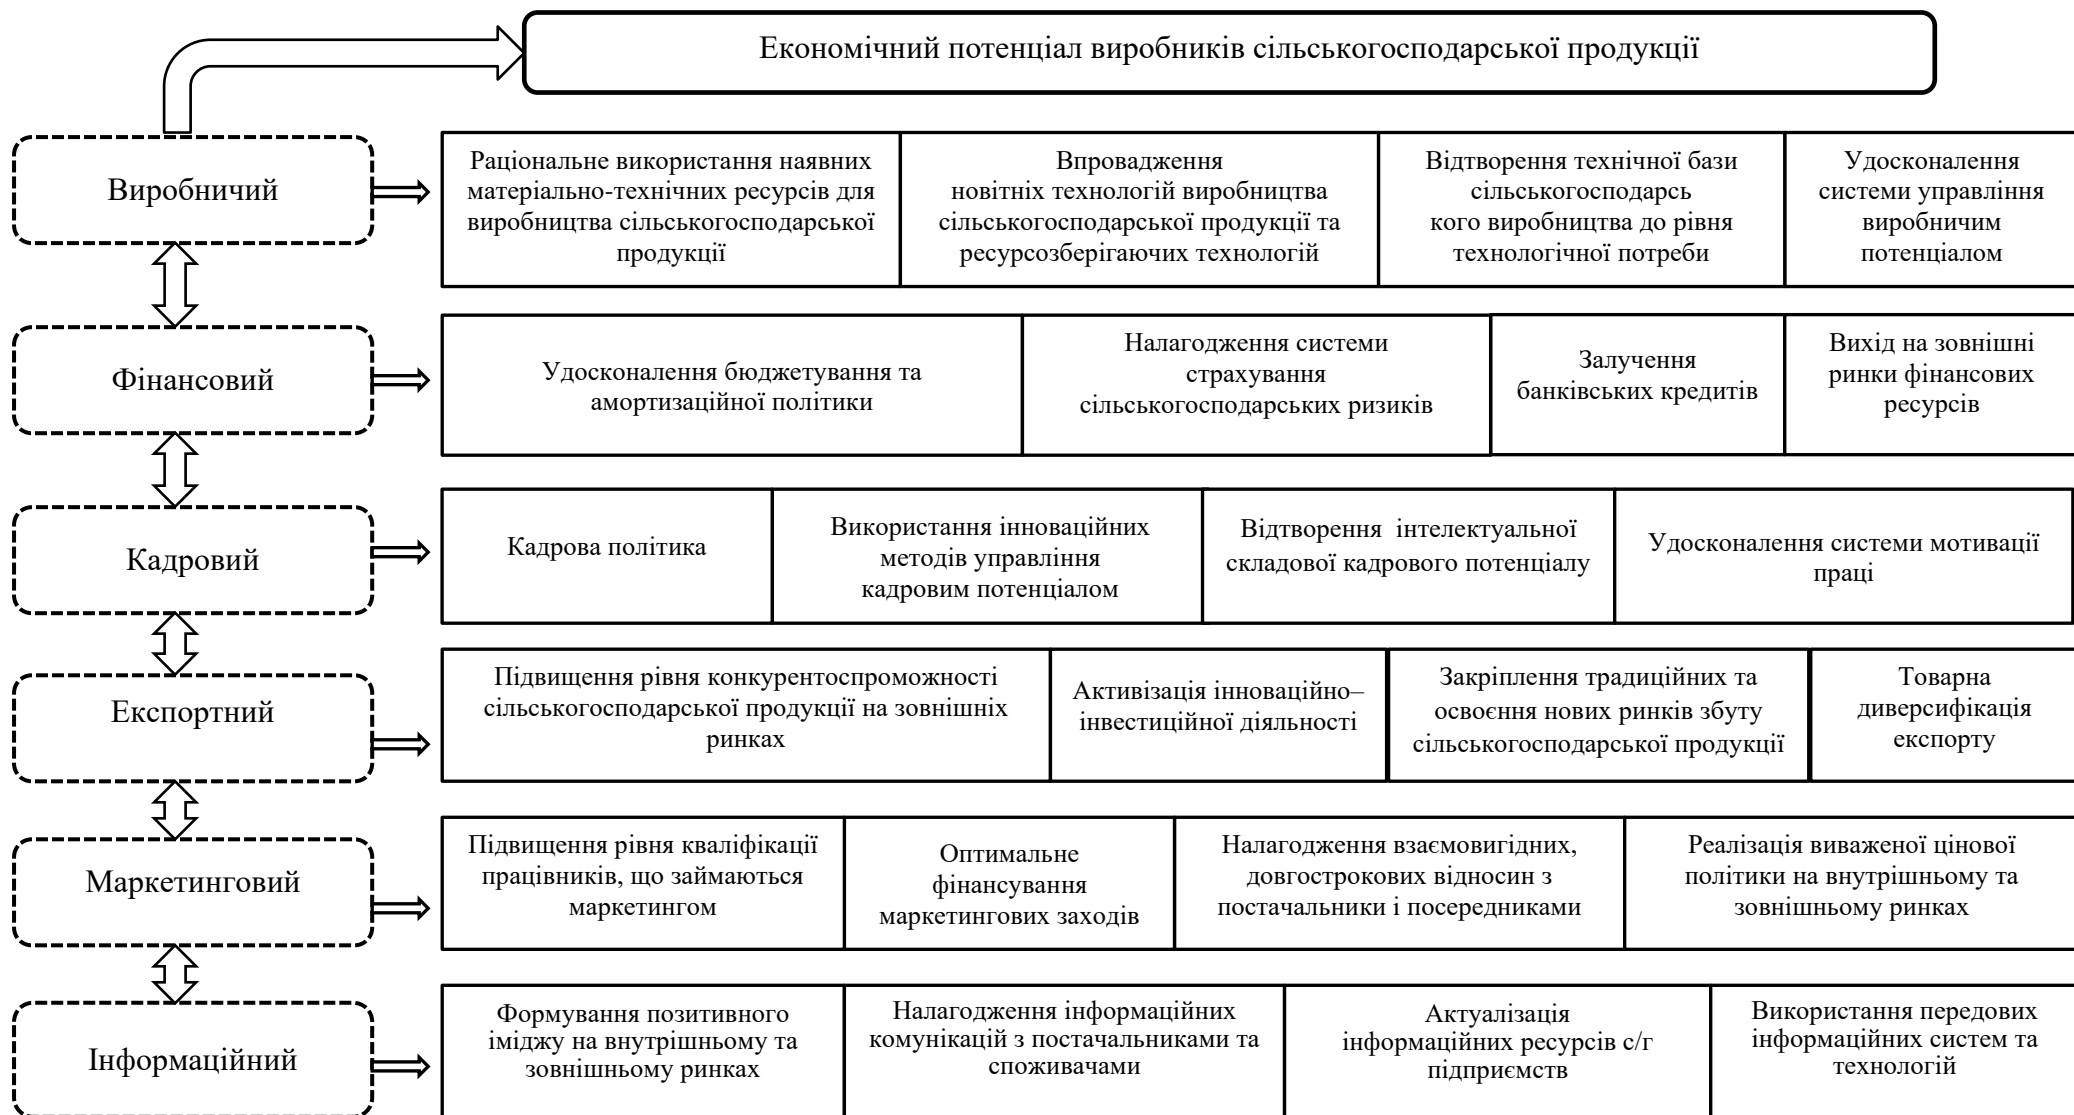 Економічний потенціал виробників сільськогосподарської продукції
Виробничий
Раціональне використання наявних
матеріально-технічних ресурсів для
виробництва сільськогосподарської
продукції
Впровадження
новітніх технологій виробництва
сільськогосподарської продукції та
ресурсозберігаючих технологій
Відтворення технічної бази
сільськогосподарсь
кого виробництва до рівня
технологічної потреби
Удосконалення
системи управління
виробничим
потенціалом
Фінансовий
Удосконалення бюджетування та
амортизаційної політики
Налагодження системи
страхування
сільськогосподарських ризиків
Залучення
банківських кредитів
Вихід на зовнішні
ринки фінансових
ресурсів
Кадровий
Кадрова політика
Використання інноваційних
методів управління
кадровим потенціалом
Відтворення інтелектуальної
складової кадрового потенціалу
Удосконалення системи мотивації
праці
Експортний
Підвищення рівня конкурентоспроможності
сільськогосподарської продукції на зовнішніх
ринках
Активізація інноваційно–
інвестиційної діяльності
Закріплення традиційних та
освоєння нових ринків збуту
сільськогосподарської продукції
Товарна
диверсифікація
експорту
Маркетинговий
Підвищення рівня кваліфікації
працівників, що займаються
маркетингом
Оптимальне
фінансування
маркетингових заходів
Налагодження взаємовигідних,
довгострокових відносин з
постачальники і посередниками
Реалізація виваженої цінової
політики на внутрішньому та
зовнішньому ринках
Інформаційний
Формування позитивного
іміджу на внутрішньому та
зовнішньому ринках
Налагодження інформаційних
комунікацій з постачальниками та
споживачами
Актуалізація
інформаційних ресурсів с/г
підприємств
Використання передових
інформаційних систем та
технологій